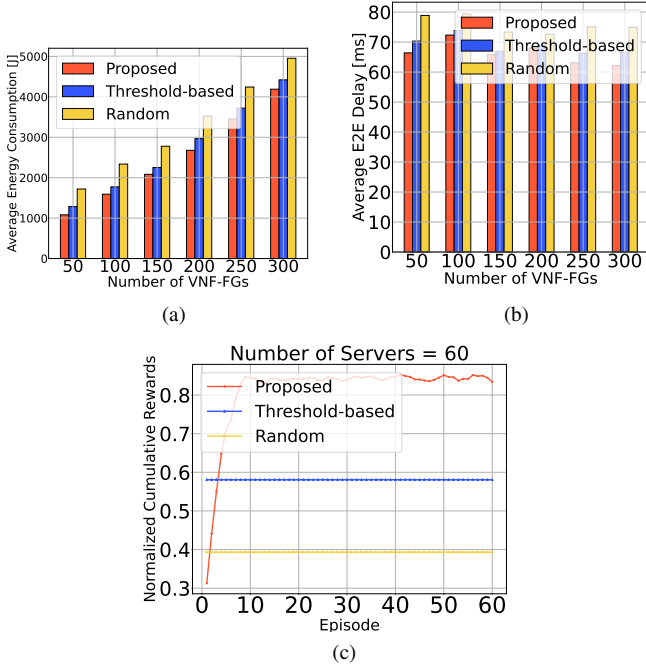 Average Energy Consumption [J]
5000
4000
3000
2000
1000
0
Proposed
Threshold-based
Random
50 100 150 200 250 300
Number of VNF-FGs
(a)
Average E2E Delay [ms]
80
70
60
50
40
30
20
10
0
Proposed
Threshold-based
Random
50 100 150 200 250 300
Number of VNF-FGs
(b)
Number of Servers = 60
Normalized Cumulative Rewards
0.8
0.7
0.6
0.5
0.4
0.3
Proposed
Threshold-based
Random
0 10 20 30 40 50 60
Episode
(c)